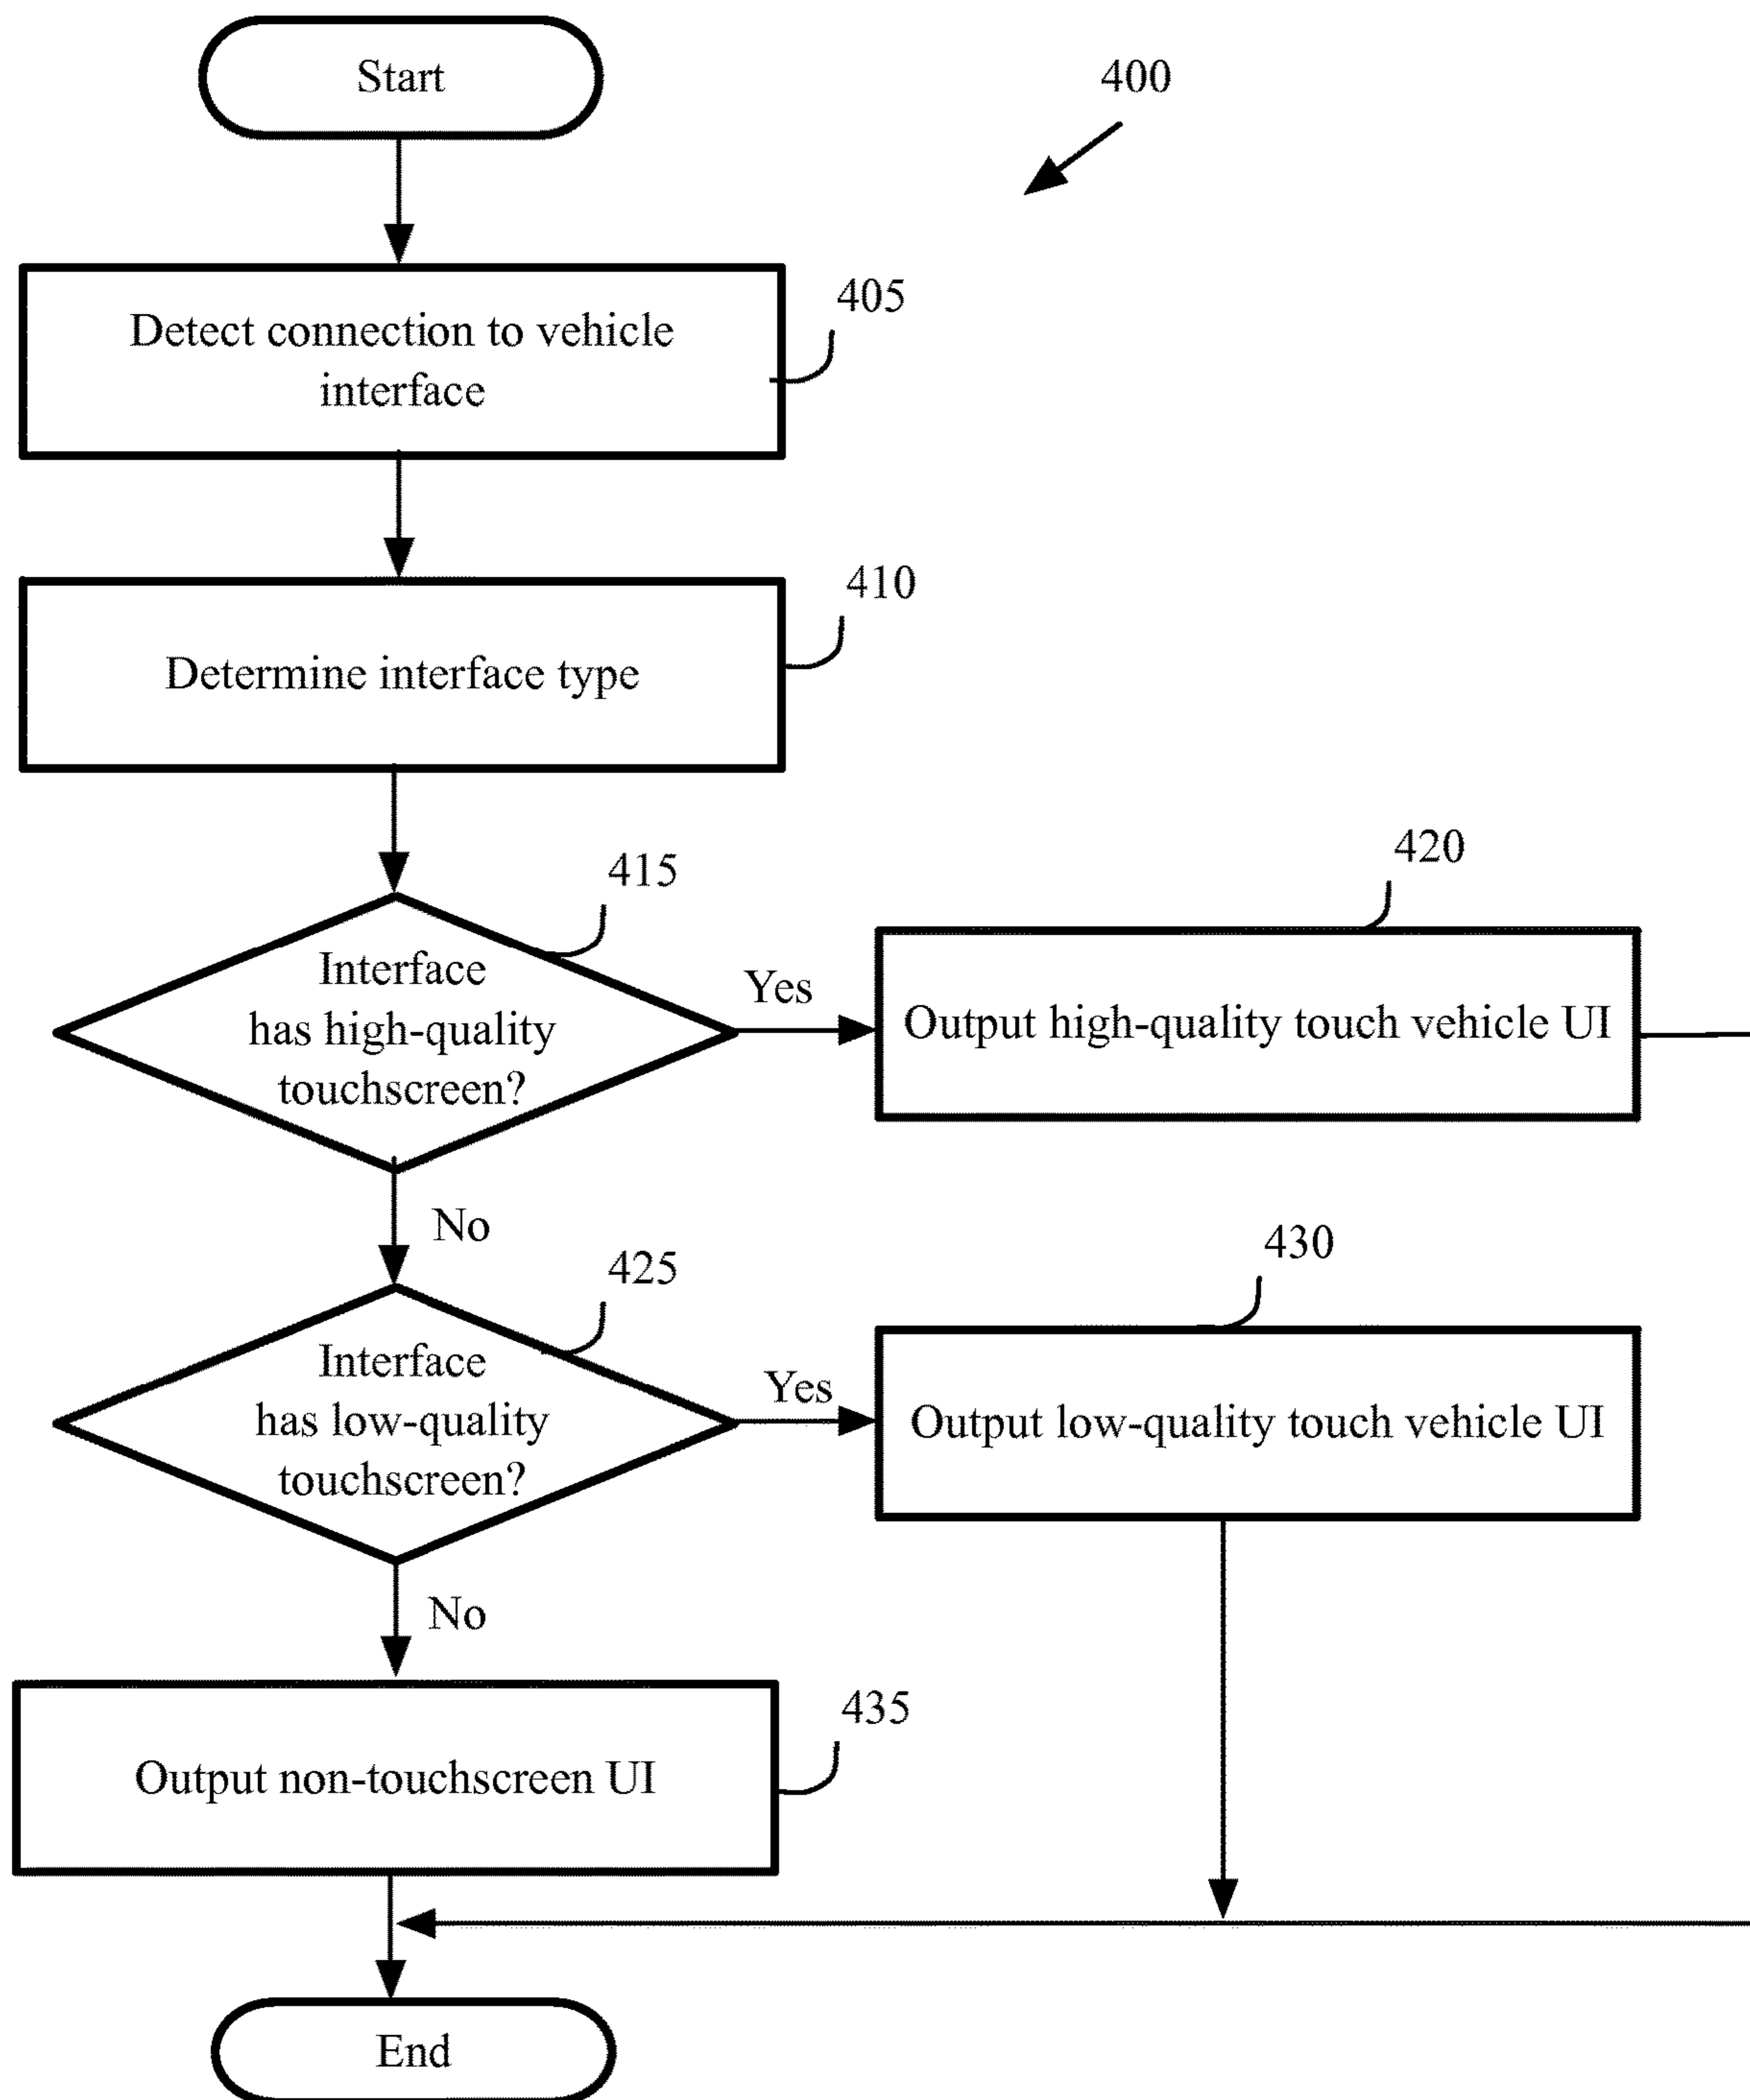 Start
400
Detect connection to vehicle
interface
405
Determine interface type
410
Interface
has high-quality
touchscreen?
415
Yes
Output high-quality touch vehicle UI
420
No
Interface
has low-quality
touchscreen?
425
Yes
Output low-quality touch vehicle UI
430
No
Output non-touchscreen UI
435
End